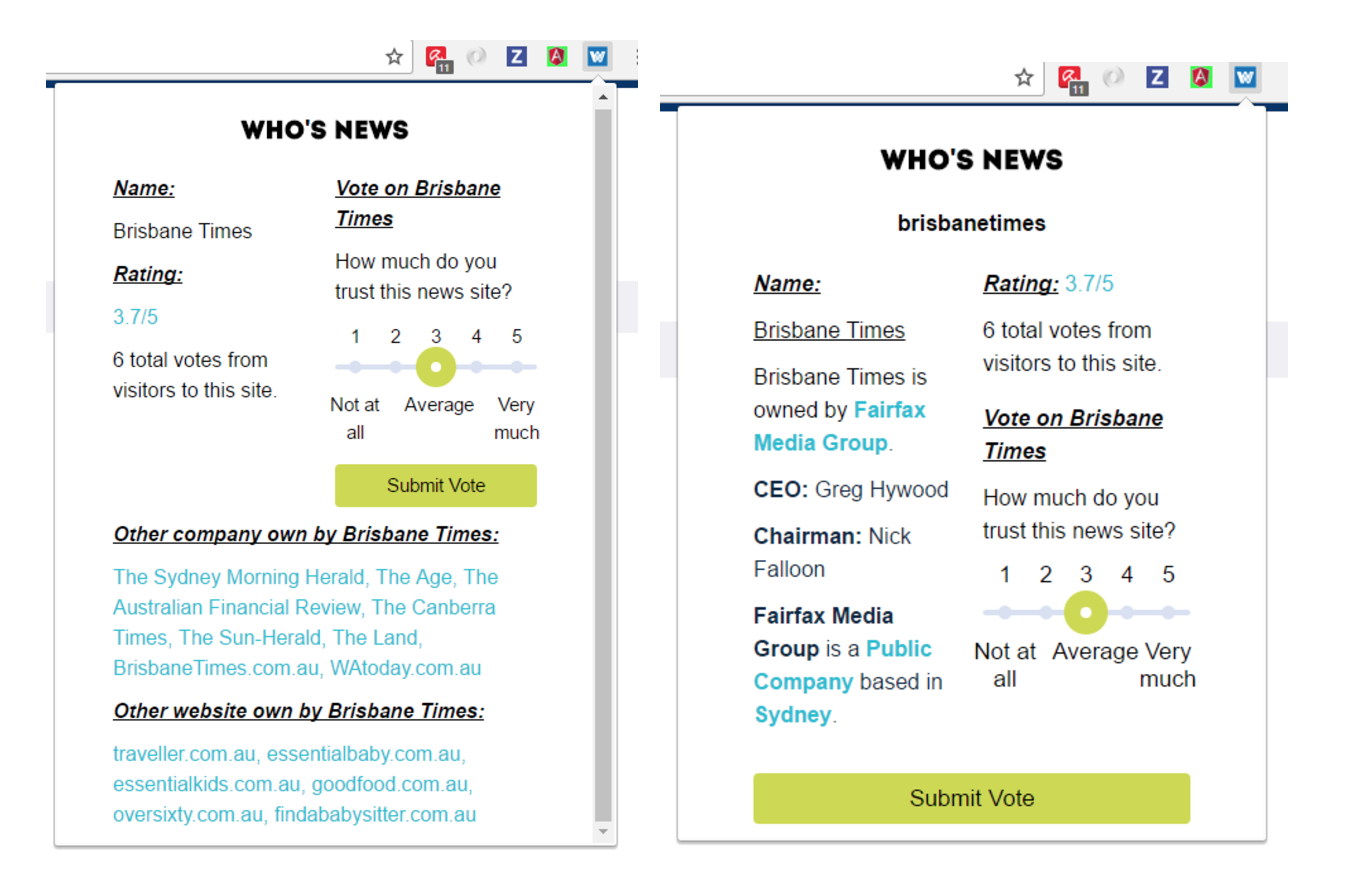 11
Z
A
W
WHO'S NEWS
Name:
Brisbane Times
Rating:
3.7/5
6 total votes from
visitors to this site.
Vote on Brisbane
Times
How much do you
trust this news site?
1 2 3 4 5
Not at Average Very
all much
Submit Vote
Other company own by Brisbane Times:
The Sydney Morning Herald, The Age, The
Australian Financial Review, The Canberra
Times, The Sun-Herald, The Land,
BrisbaneTimes.com.au, WAtoday.com.au
Other website own by Brisbane Times:
traveller.com.au, essentialbaby.com.au,
essentialkids.com.au, goodfood.com.au,
oversixty.com.au, findababysitter.com.au
11
Z
A
W
WHO'S NEWS
brisbanetimes
Name:
Brisbane Times
Brisbane Times is
owned by Fairfax
Media Group.
CEO: Greg Hywood
Chairman: Nick
Falloon
Fairfax Media
Group is a Public
Company based in
Sydney.
Rating: 3.7/5
6 total votes from
visitors to this site.
Vote on Brisbane
Times
How much do you
trust this news site?
1 2 3 4 5
Not at Average Very
all much
Submit Vote